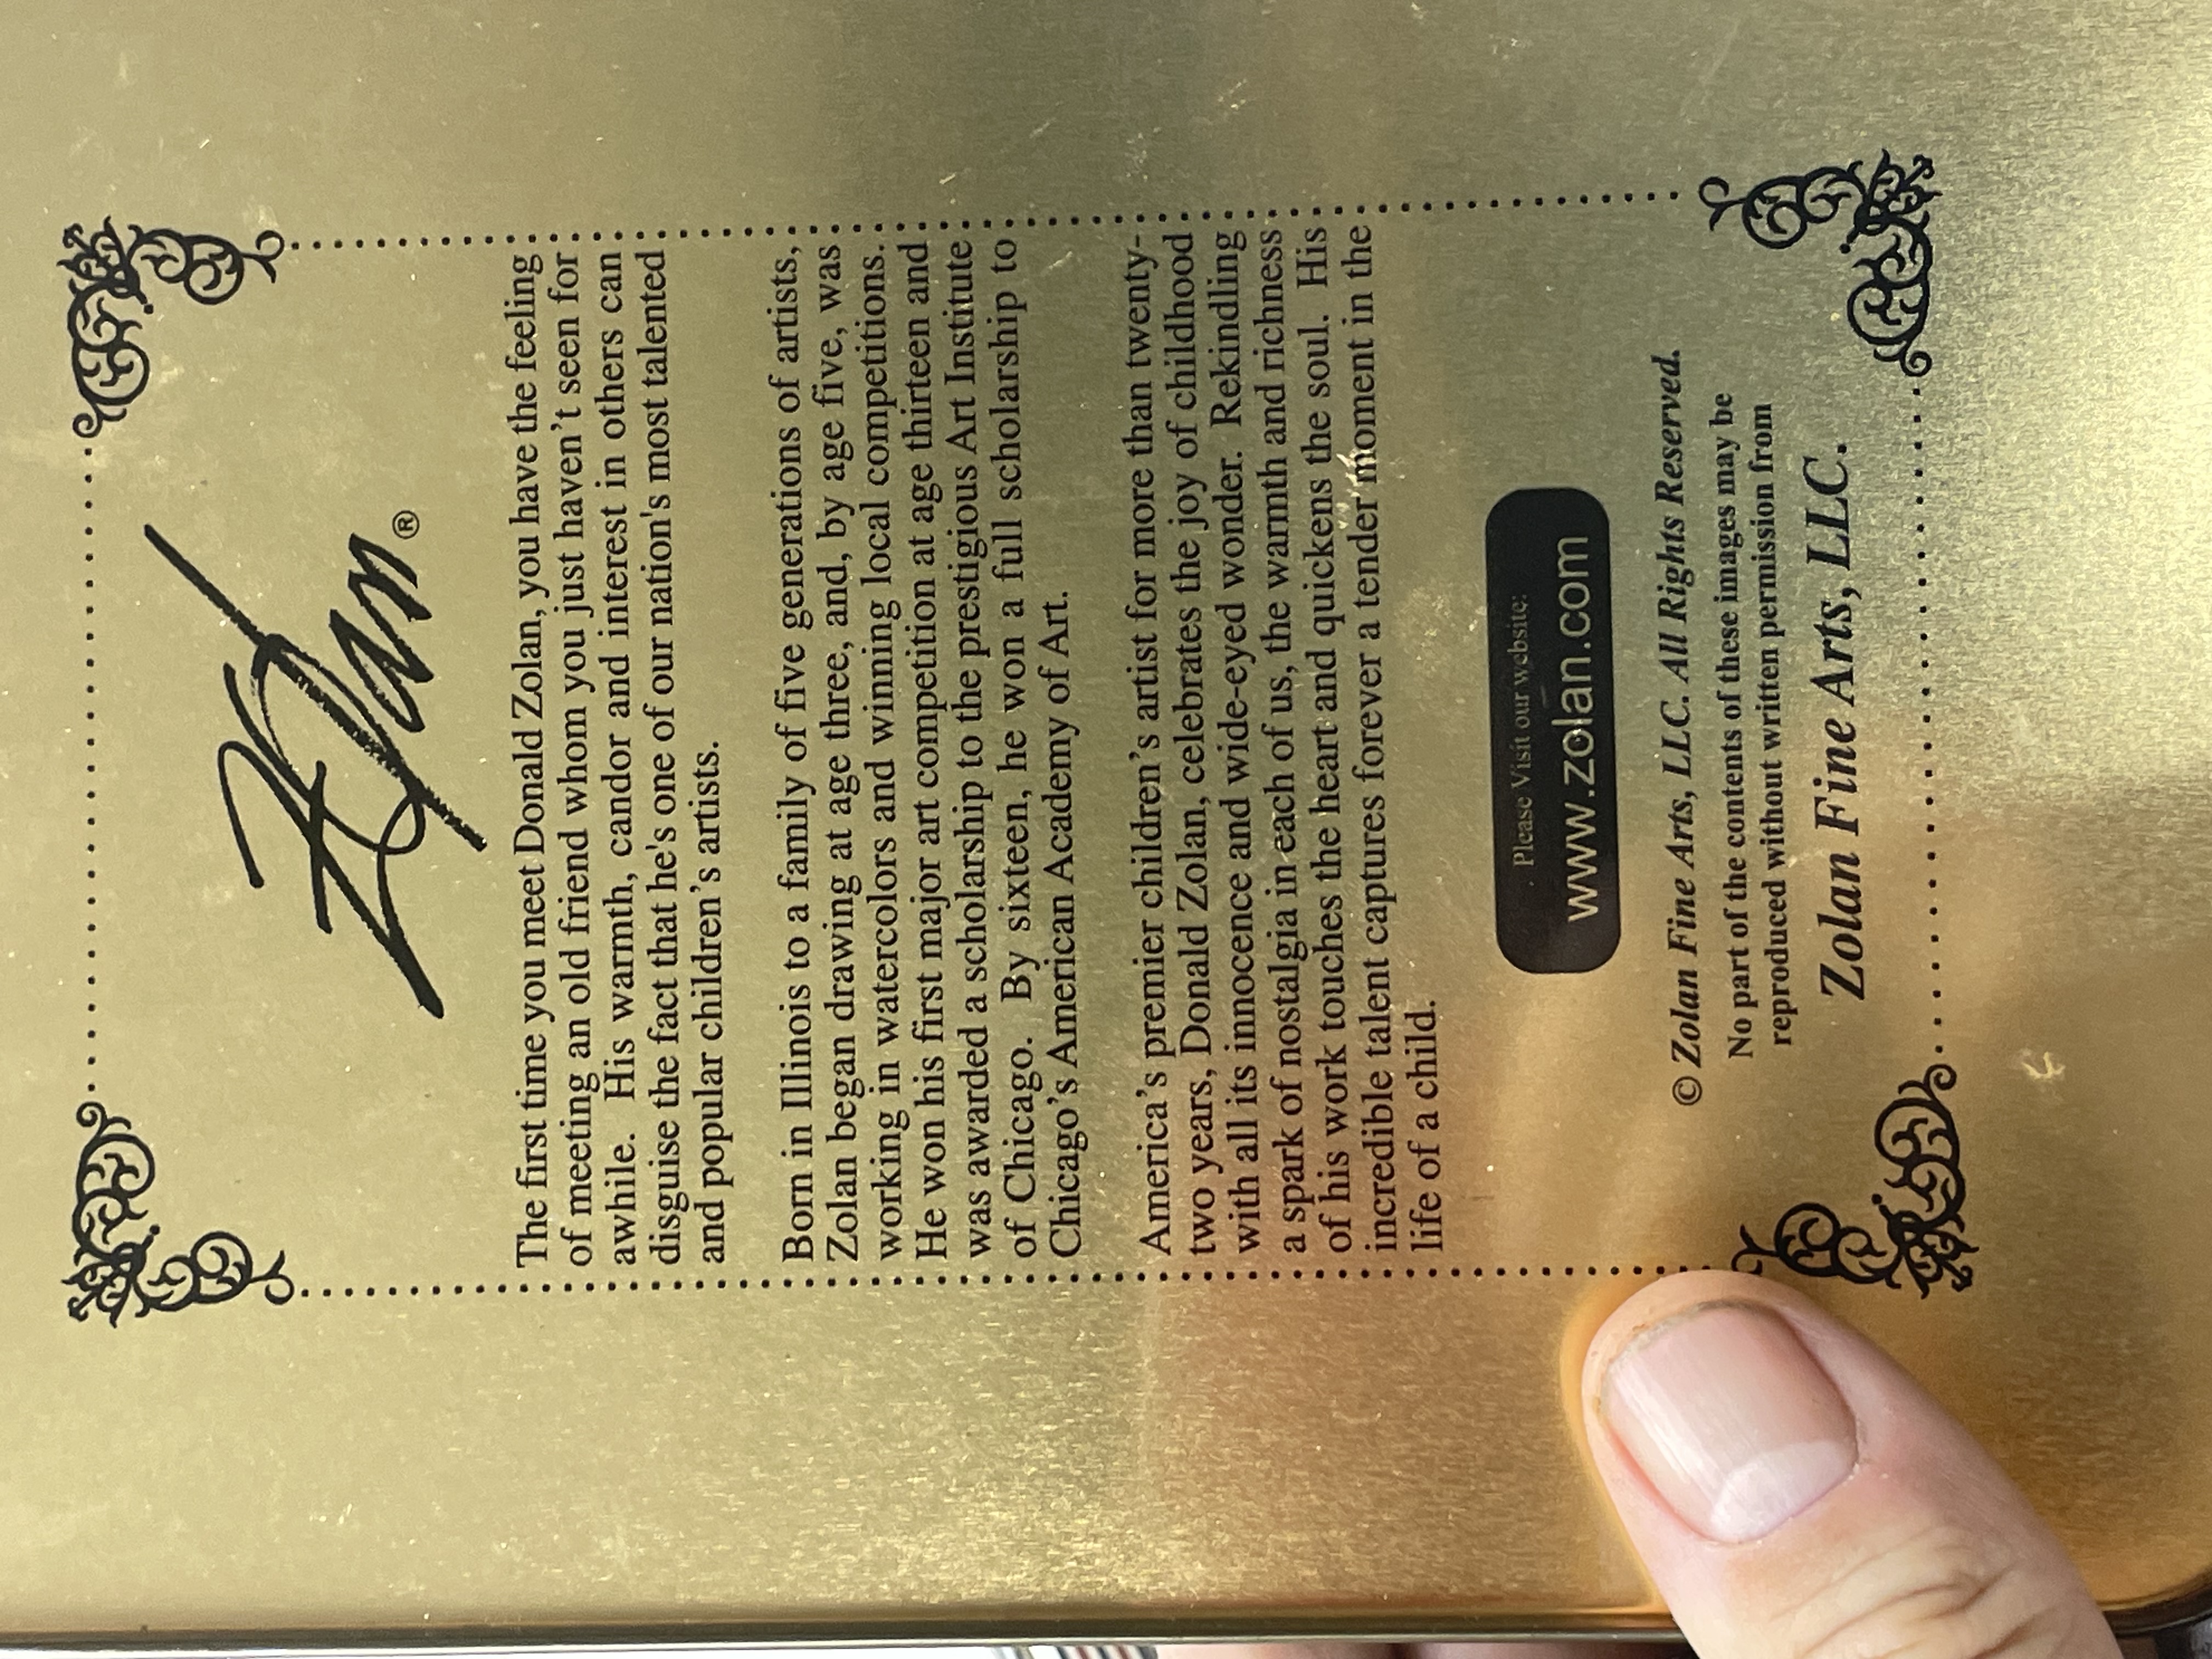 Zolan®
The first time you meet Donald Zolan, you have the feeling
of meeting an old friend whom you just haven't seen for
awhile. His warmth, candor and interest in others can
disguise the fact that he's one of our nation's most talented
and popular children's artists.
Born in Illinois to a family of five generations of artists,
Zolan began drawing at age three, and, by age five, was
working in watercolors and winning local competitions.
He won his first major art competition at age thirteen and
was awarded a scholarship to the prestigious Art Institute
of Chicago. By sixteen, he won a full scholarship to
Chicago's American Academy of Art.
America's premier children's artist for more than twenty-
two years, Donald Zolan, celebrates the joy of childhood
with all its innocence and wide-eyed wonder. Rekindling
a spark of nostalgia in each of us, the warmth and richness
of his work touches the heart and quickens the soul. His
incredible talent captures forever a tender moment in the
life of a child.
Please Visit our website:
www.zolan.com
© Zolan Fine Arts, LLC. All Rights Reserved.
No part of the contents of these images may be
reproduced without written permission from
Zolan Fine Arts, LLC.